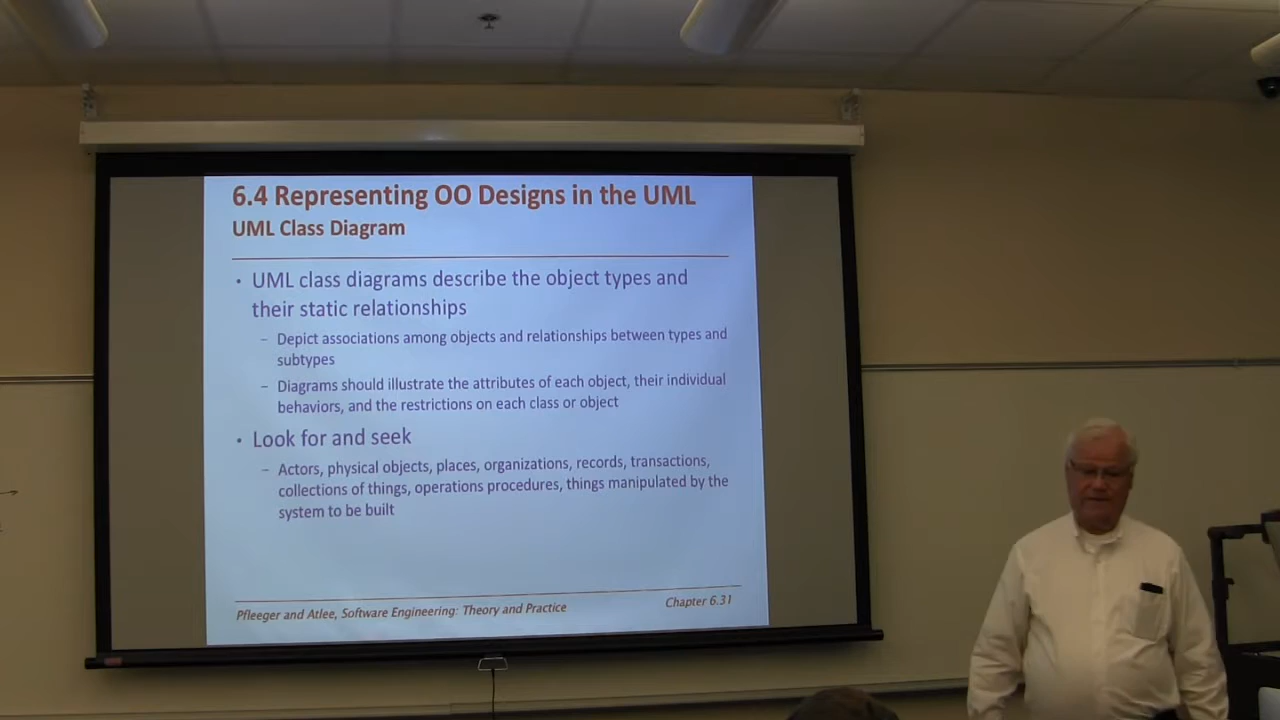 6.4 Representing OO Designs in the UML
UML Class Diagram
• UML class diagrams describe the object types and
their static relationships
– Depict associations among objects and relationships between types and
subtypes
– Diagrams should illustrate the attributes of each object, their individual
behaviors, and the restrictions on each class or object
• Look for and seek
– Actors, physical objects, places, organizations, records, transactions,
collections of things, operations procedures, things manipulated by the
system to be built
Pfleeger and Atlee, Software Engineering: Theory and Practice
Chapter 6.31